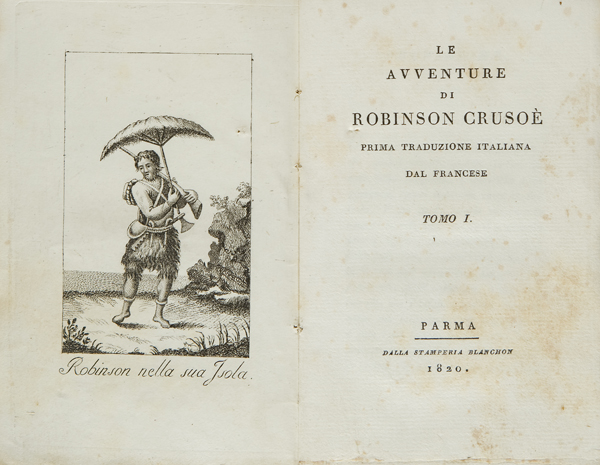 Robinson nella sua Isola.
LE
AVVENTURE
DI
ROBINSON CRUSOÈ
PRIMA TRADUZIONE ITALIANA
DAL FRANCESE
TOMO I.
PARMA
DALLA STAMPERIA BLANCHON
1820.